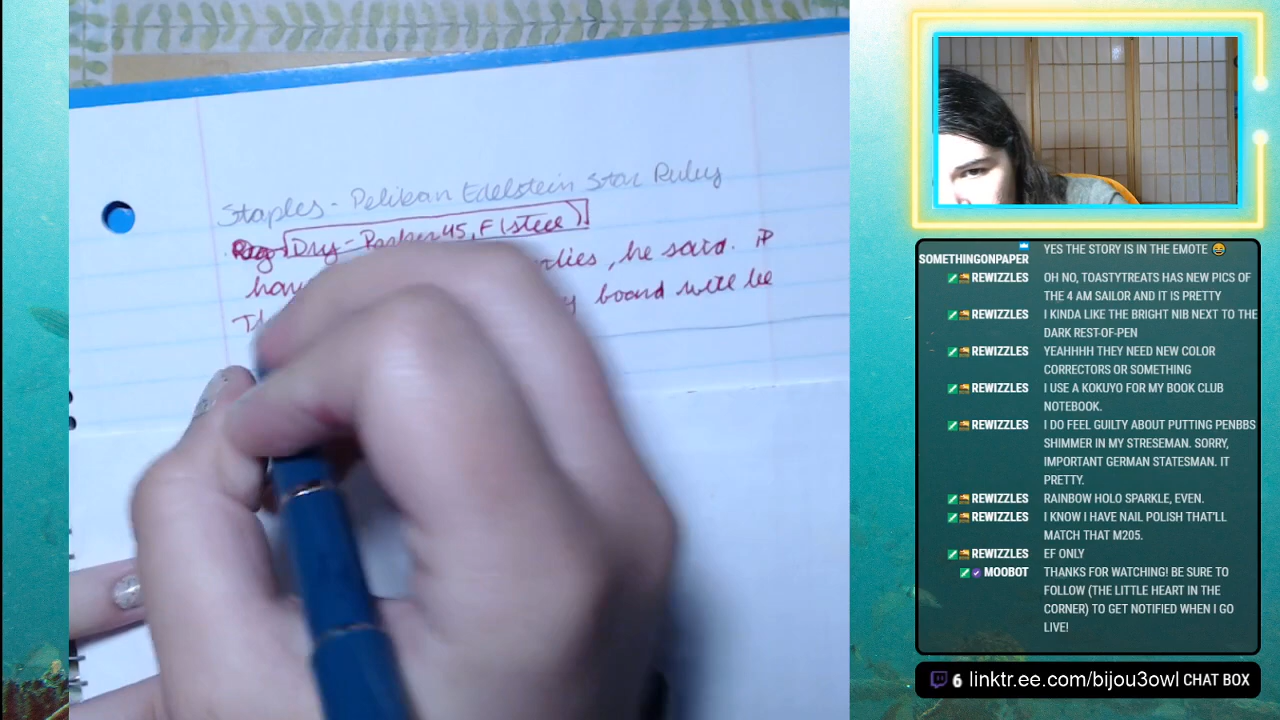 Staples - Pelikan Edelstein Star Ruby
Dry - Parker 45, F (steel)
, he said. iP
hav
Th
board will be
YES THE STORY IS IN THE EMOTE 😂
SOMETHINGONPAPER
REWIZZLES OH NO, TOASTYTREATS HAS NEW PICS OF
THE 4 AM SAILOR AND IT IS PRETTY
REWIZZLES I KINDA LIKE THE BRIGHT NIB NEXT TO THE
DARK REST-OF-PEN
REWIZZLES YEAHHHH THEY NEED NEW COLOR
CORRECTORS OR SOMETHING
REWIZZLES I USE A KOKUYO FOR MY BOOK CLUB
NOTEBOOK.
REWIZZLES I DO FEEL GUILTY ABOUT PUTTING PENBBS
SHIMMER IN MY STRESEMAN. SORRY,
IMPORTANT GERMAN STATESMAN. IT
PRETTY.
REWIZZLES RAINBOW HOLO SPARKLE, EVEN.
REWIZZLES I KNOW I HAVE NAIL POLISH THAT'LL
MATCH THAT M205.
REWIZZLES EF ONLY
MOOBOT THANKS FOR WATCHING! BE SURE TO
FOLLOW (THE LITTLE HEART IN THE
CORNER) TO GET NOTIFIED WHEN I GO
LIVE!
6 linktr.ee.com/bijou3owl CHAT BOX